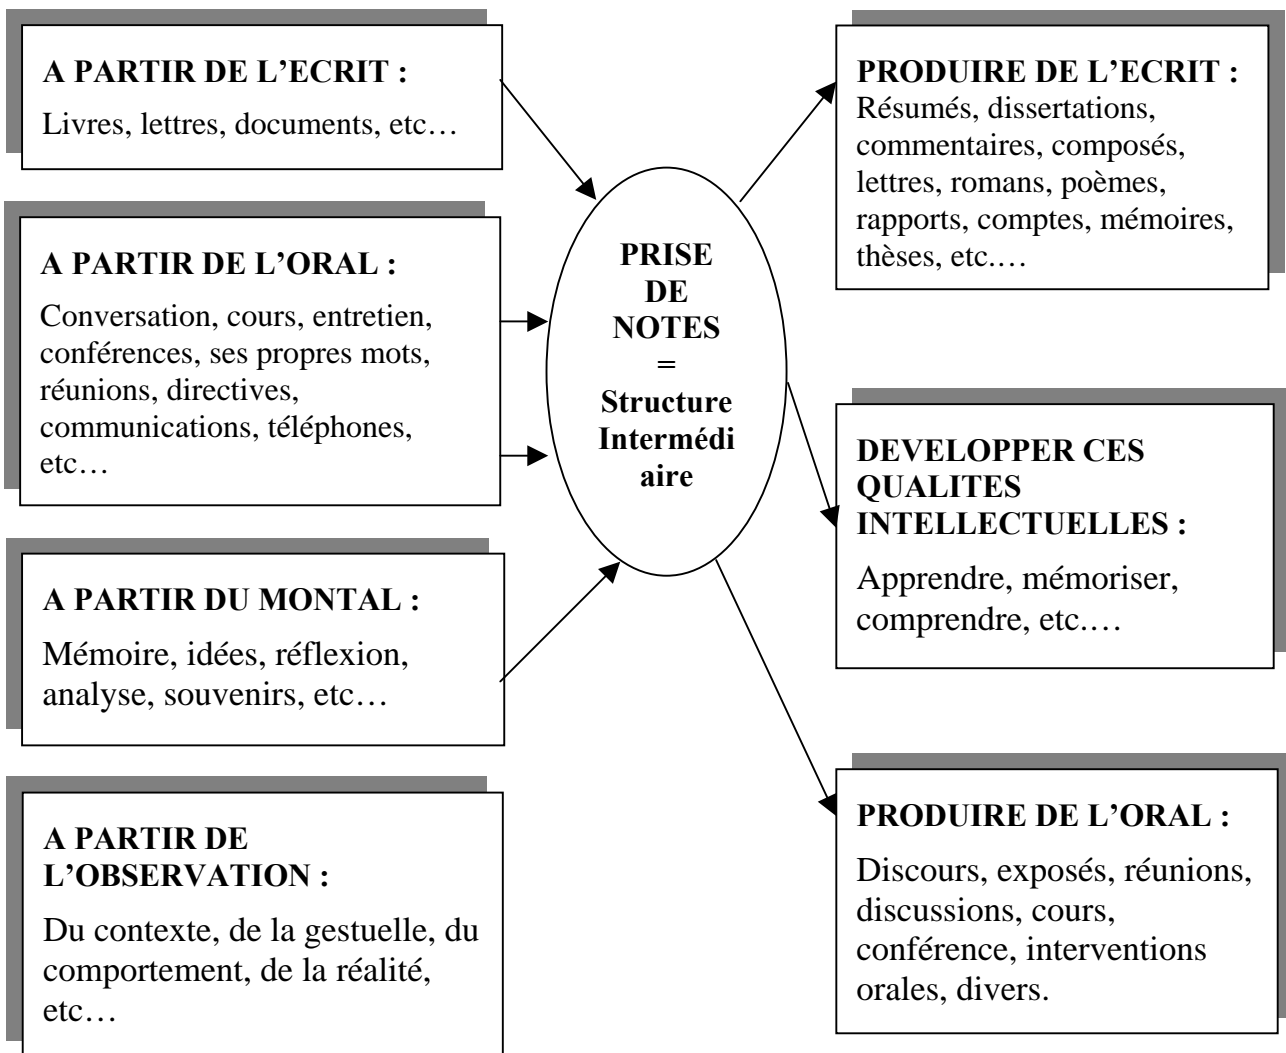 A PARTIR DE L’ECRIT :
Livres, lettres, documents, etc…
A PARTIR DE L’ORAL :
Conversation, cours, entretien,
conférences, ses propres mots,
réunions, directives,
communications, téléphones,
etc…
A PARTIR DU MONTAL :
Mémoire, idées, réflexion,
analyse, souvenirs, etc…
A PARTIR DE
L’OBSERVATION :
Du contexte, de la gestuelle, du
comportement, de la réalité,
etc…
PRISE
DE
NOTES
=
Structure
Intermédi
aire
PRODUIRE DE L’ECRIT :
Résumés, dissertations,
commentaires, composés,
lettres, romans, poèmes,
rapports, comptes, mémoires,
thèses, etc.…
DEVELOPPER CES
QUALITES
INTELLECTUELLES :
Apprendre, mémoriser,
comprendre, etc.…
PRODUIRE DE L’ORAL :
Discours, exposés, réunions,
discussions, cours,
conférence, interventions
orales, divers.